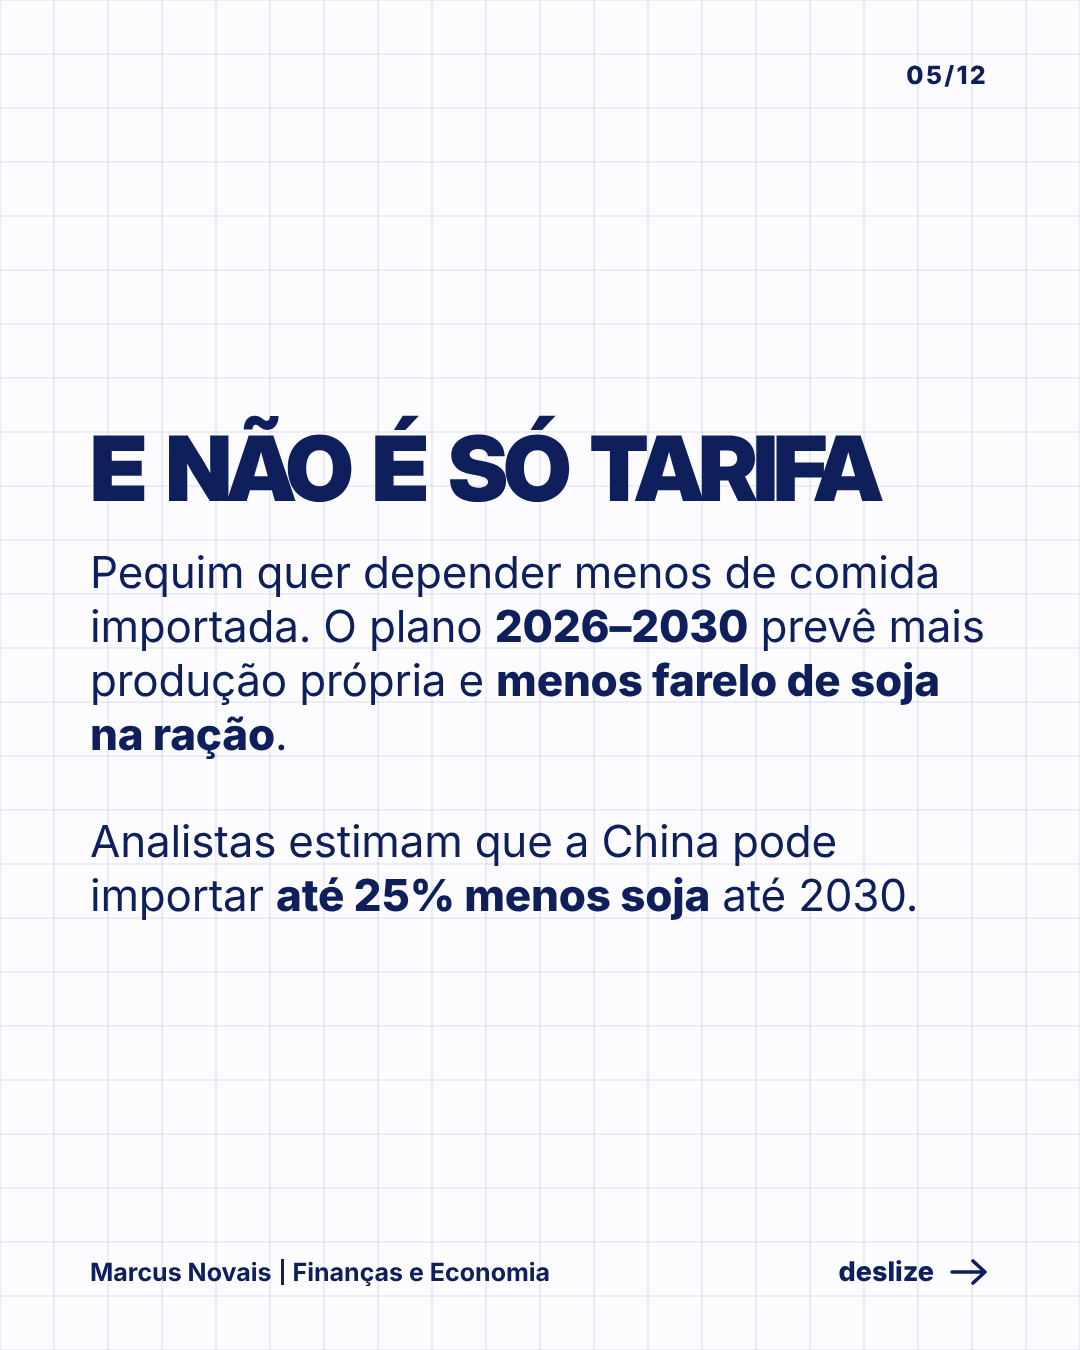 05/12
E NÃO É SÓ TARIFA
Pequim quer depender menos de comida
importada. O plano 2026–2030 prevê mais
produção própria e menos farelo de soja
na ração.
Analistas estimam que a China pode
importar até 25% menos soja até 2030.
Marcus Novais | Finanças e Economia
deslize →